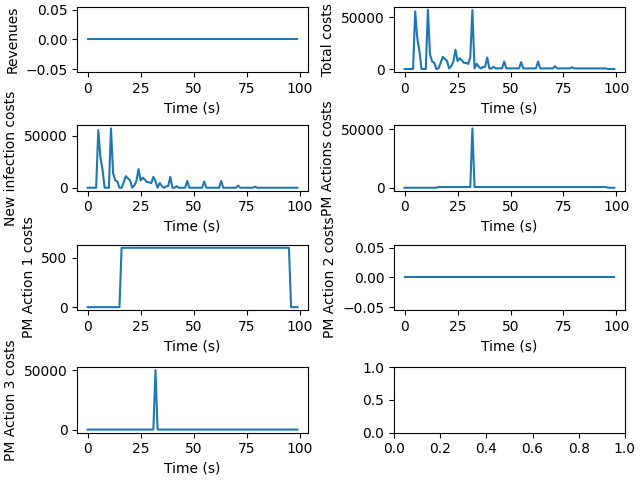 Revenues
0.05
0.00
−0.05
0 25 50 75 100
Time (s)
Total costs
50000
0
0 25 50 75 100
Time (s)
New infection costs
50000
0
0 25 50 75 100
Time (s)
PM Actions costs
50000
0
0 25 50 75 100
Time (s)
PM Action 1 costs
500
0
0 25 50 75 100
Time (s)
PM Action 2 costs
0.05
0.00
−0.05
0 25 50 75 100
Time (s)
PM Action 3 costs
50000
0
0 25 50 75 100
Time (s)
1.0
0.5
0.0
0.0 0.2 0.4 0.6 0.8 1.0